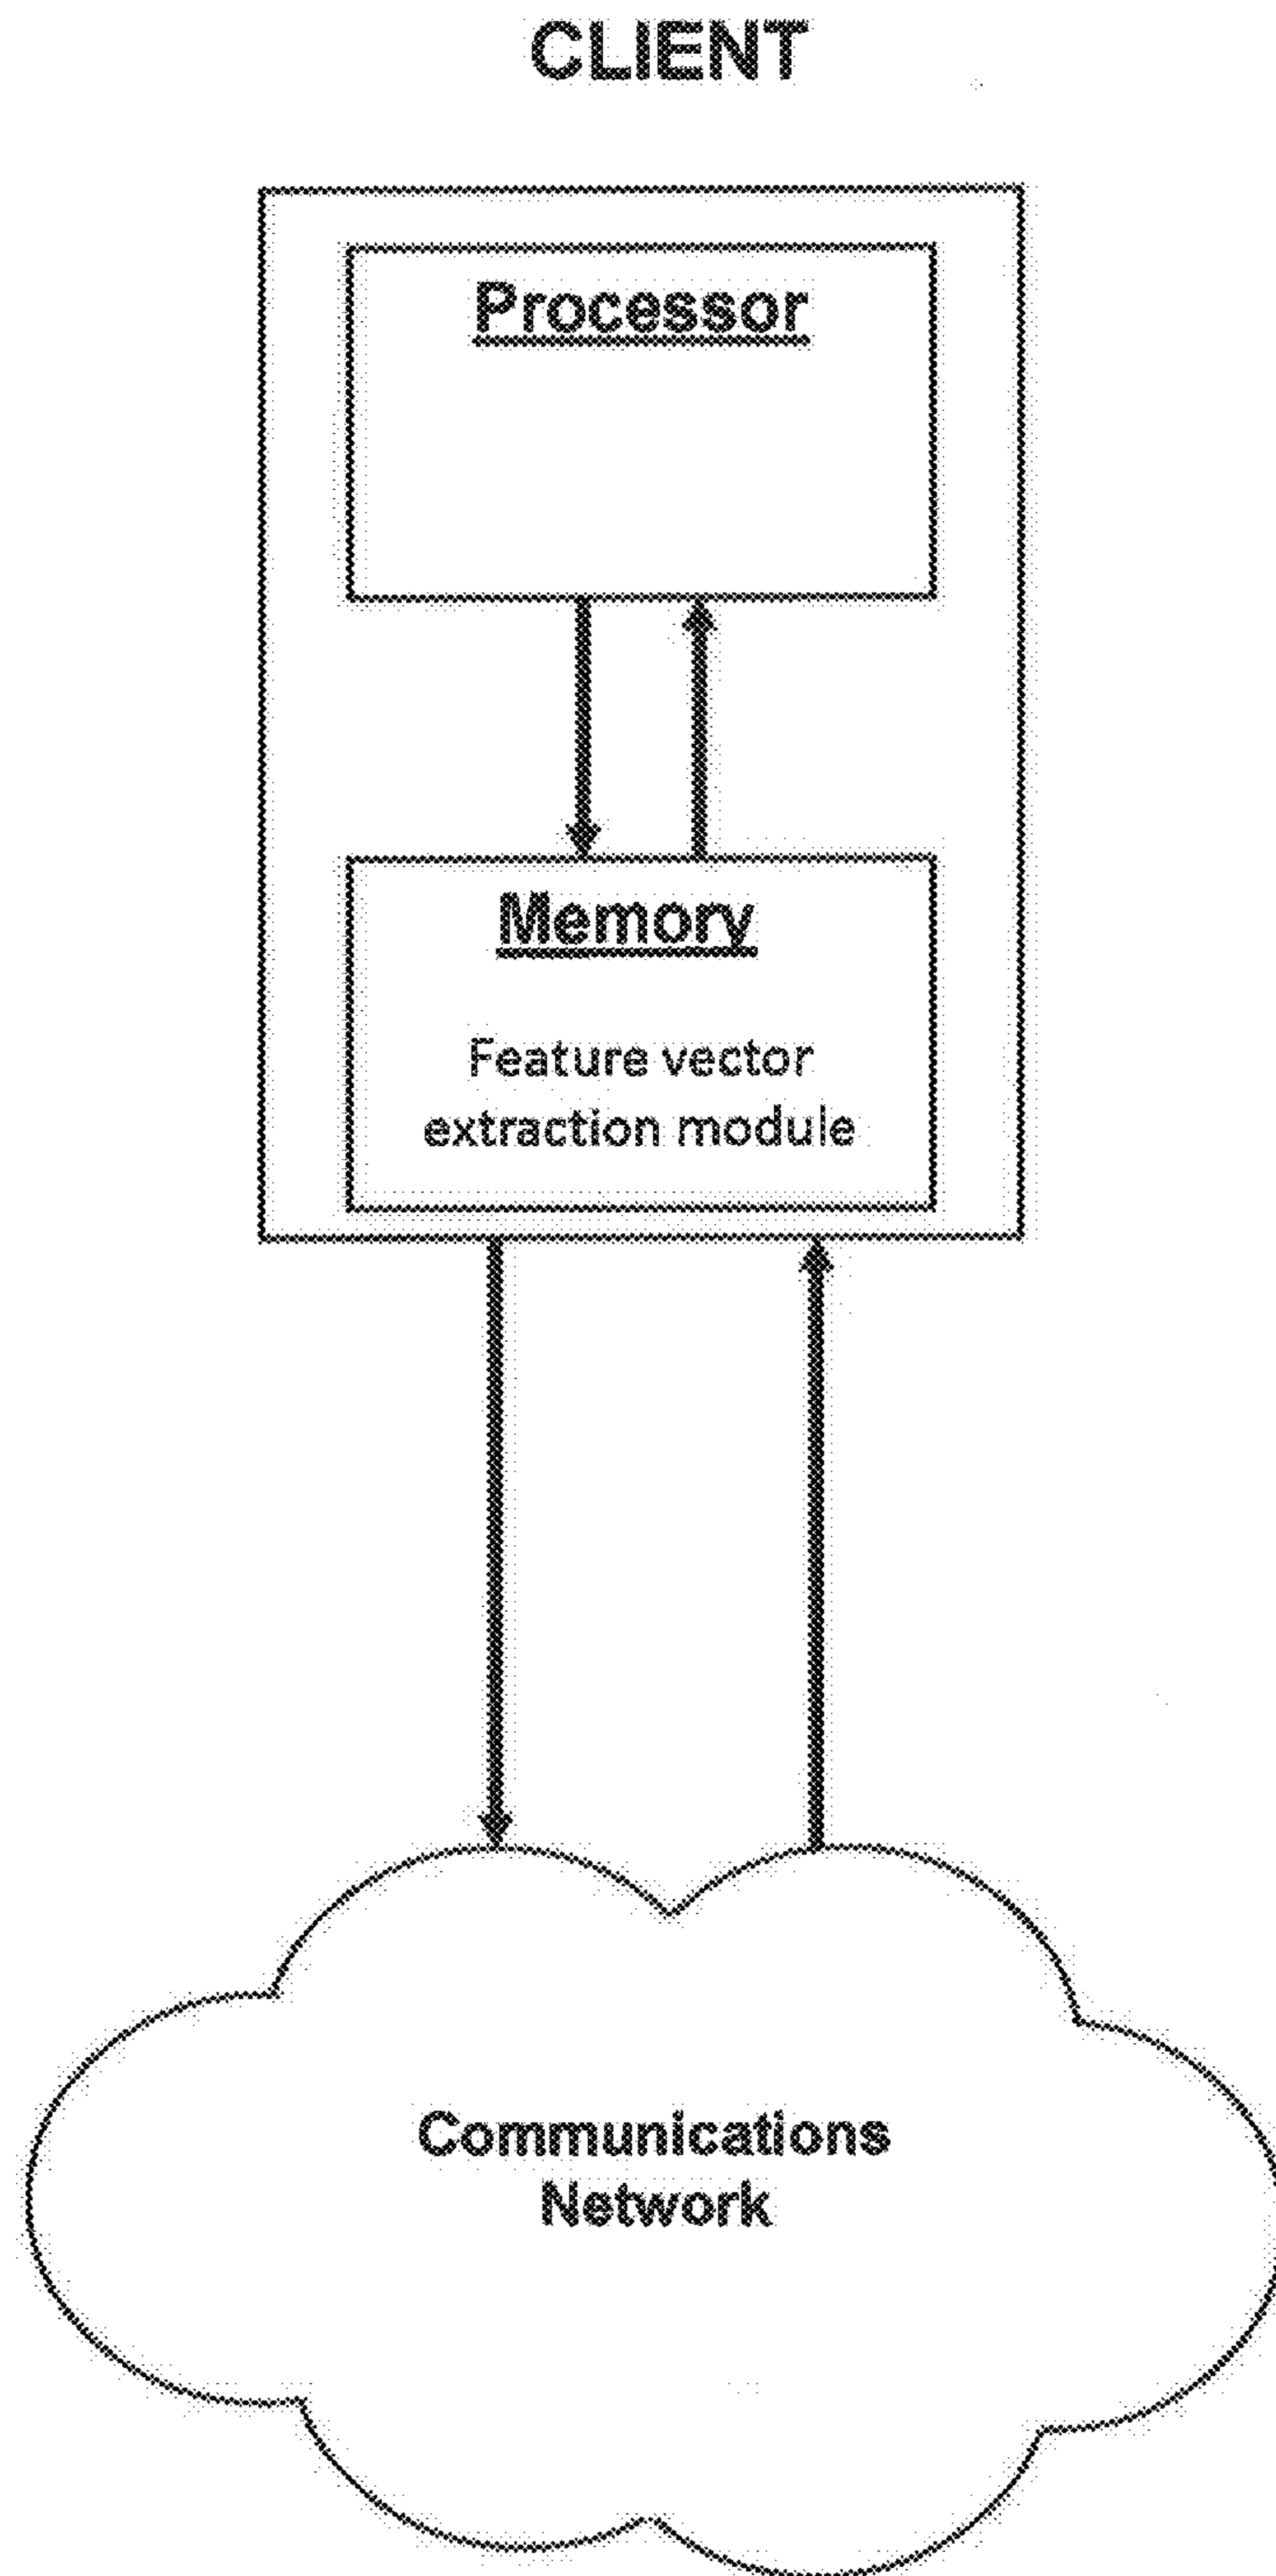 CLIENT
Processor
Memory
Feature vector
extraction module
Communications
Network